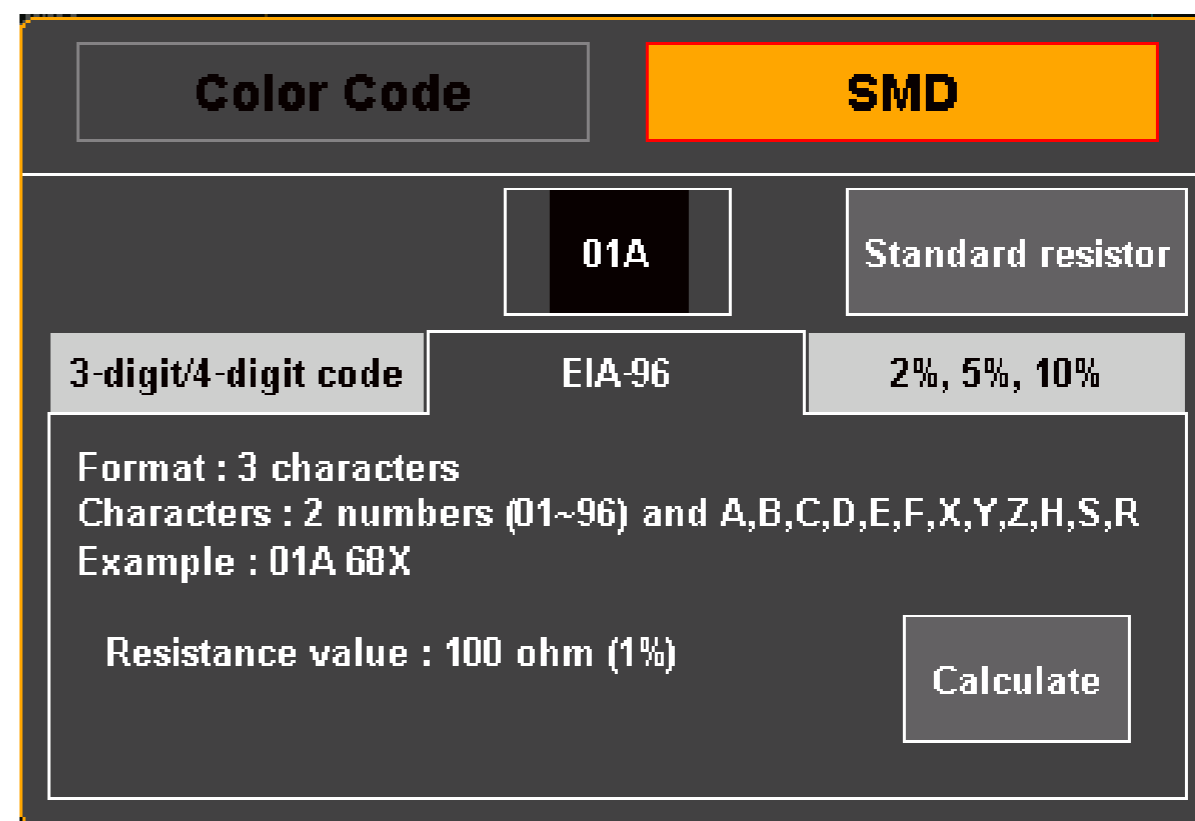 Color Code
SMD
01A
Standard resistor
3-digit/4-digit code
EIA-96
2%, 5%, 10%
Format : 3 characters
Characters : 2 numbers (01~96) and A,B,C,D,E,F,X,Y,Z,H,S,R
Example : 01A 68X
Resistance value : 100 ohm (1%)
Calculate